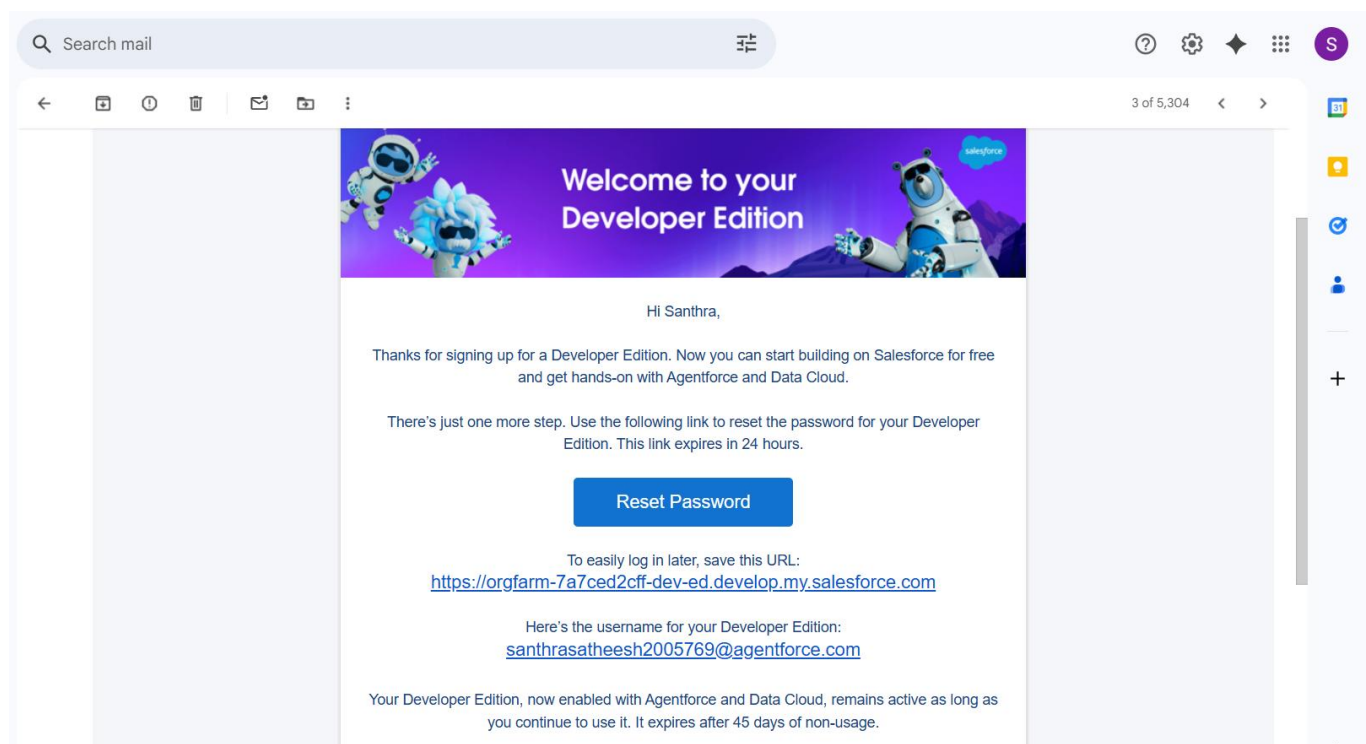 Search mail
S
3 of 5,304
31
salesforce
Welcome to your
Developer Edition
Hi Santhra,
Thanks for signing up for a Developer Edition. Now you can start building on Salesforce for free
and get hands-on with Agentforce and Data Cloud.
There's just one more step. Use the following link to reset the password for your Developer
Edition. This link expires in 24 hours.
Reset Password
To easily log in later, save this URL:
https://orgfarm-7a7ced2cff-dev-ed.develop.my.salesforce.com
Here's the username for your Developer Edition:
santhrasatheesh2005769@agentforce.com
Your Developer Edition, now enabled with Agentforce and Data Cloud, remains active as long as
you continue to use it. It expires after 45 days of non-usage.